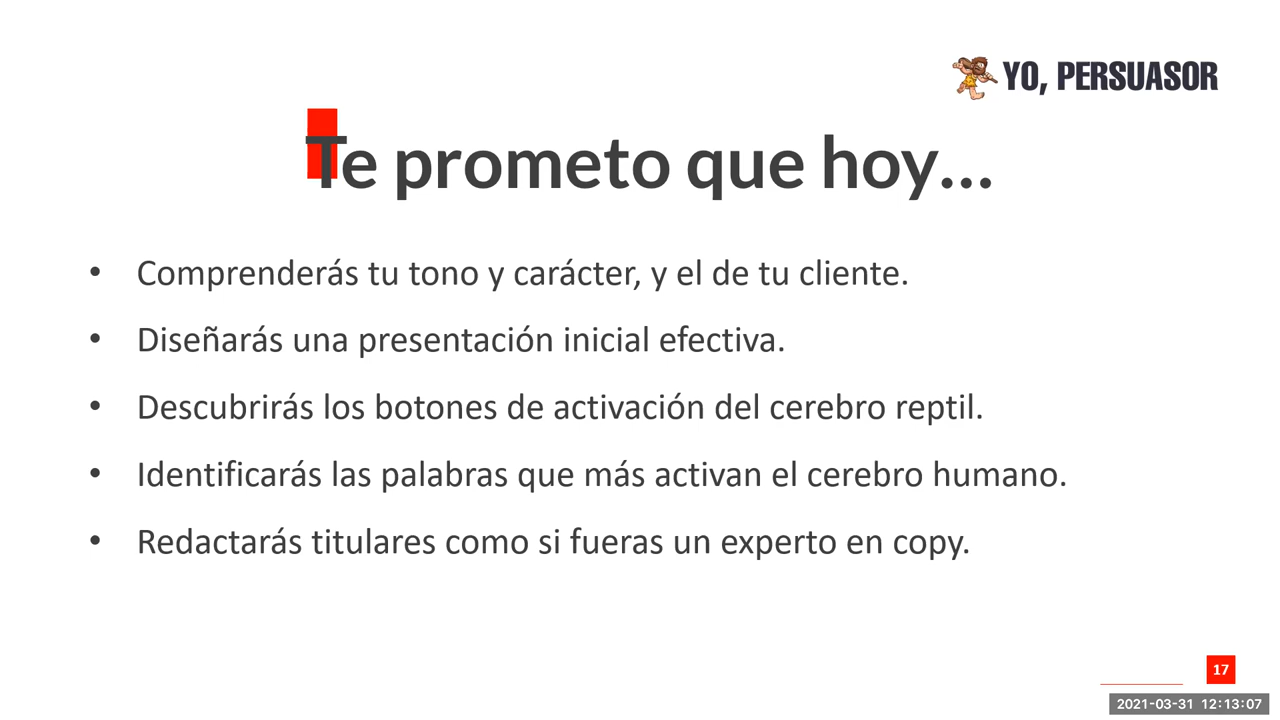 YO, PERSUASOR
Te prometo que hoy...
• Comprenderás tu tono y carácter, y el de tu cliente.
• Diseñarás una presentación inicial efectiva.
• Descubrirás los botones de activación del cerebro reptil.
• Identificarás las palabras que más activan el cerebro humano.
• Redactarás titulares como si fueras un experto en copy.
17
2021-03-31 12:13:07